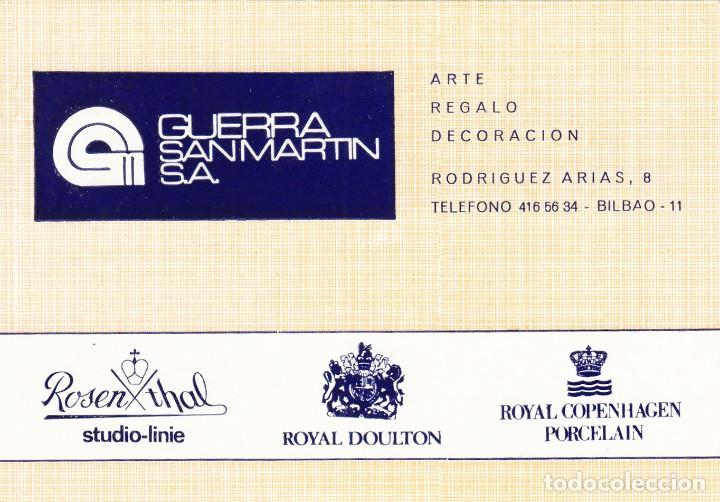 GUERRA
SAN MARTIN
S.A.
ARTE
REGALO
DECORACION
RODRIGUEZ ARIAS, 8
TELEFONO 416 56 34 - BILBAO - 11
Rosenthal
studio-linie
ROYAL DOULTON
ROYAL COPENHAGEN
PORCELAIN
todocoleccion